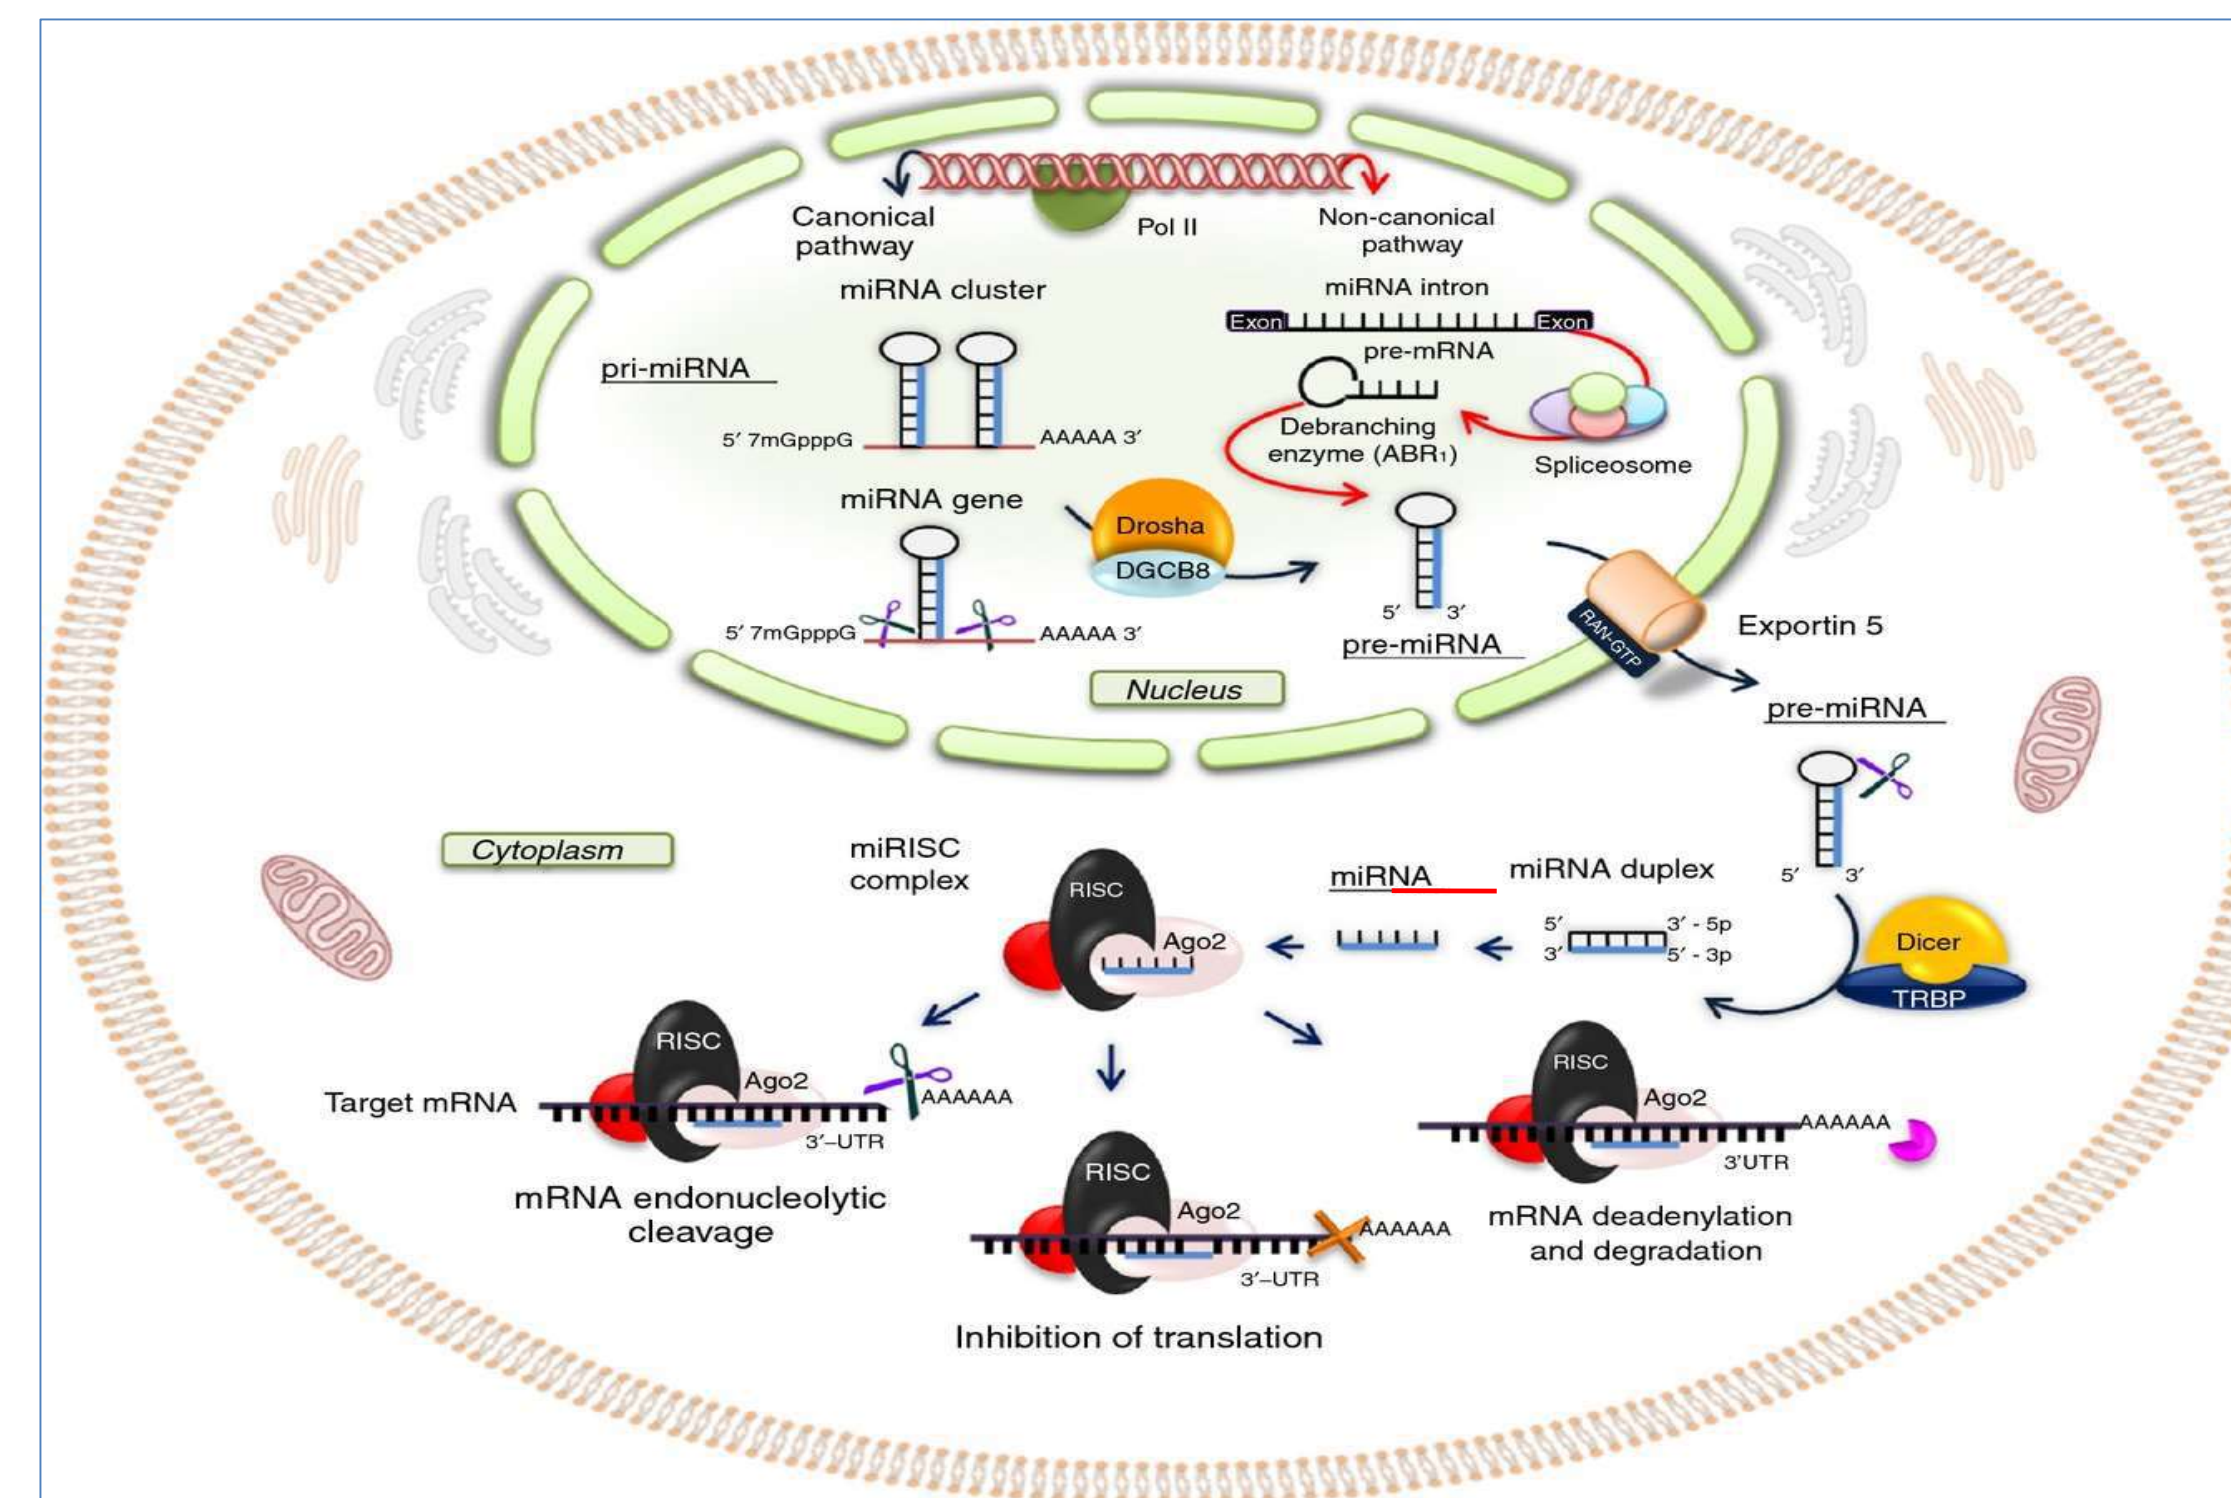 Canonical
pathway
Pol II
Non-canonical
pathway
miRNA cluster
miRNA intron
Exon
Exon
pre-mRNA
pri-miRNA
5′ 7mGpppG
AAAAA 3′
Debranching
enzyme (ABR₁)
Spliceosome
miRNA gene
Drosha
DGCB8
5′ 7mGpppG
AAAAA 3′
5′
3′
pre-miRNA
RAN-GTP
Exportin 5
Nucleus
pre-miRNA
5′
3′
Cytoplasm
miRISC
complex
RISC
Ago2
miRNA
miRNA duplex
5′
3′ - 5p
3′
5′ - 3p
Dicer
TRBP
Target mRNA
RISC
Ago2
AAAAAA
3′–UTR
mRNA endonucleolytic
cleavage
RISC
Ago2
AAAAAA
3′–UTR
Inhibition of translation
RISC
Ago2
AAAAAA
3′UTR
mRNA deadenylation
and degradation